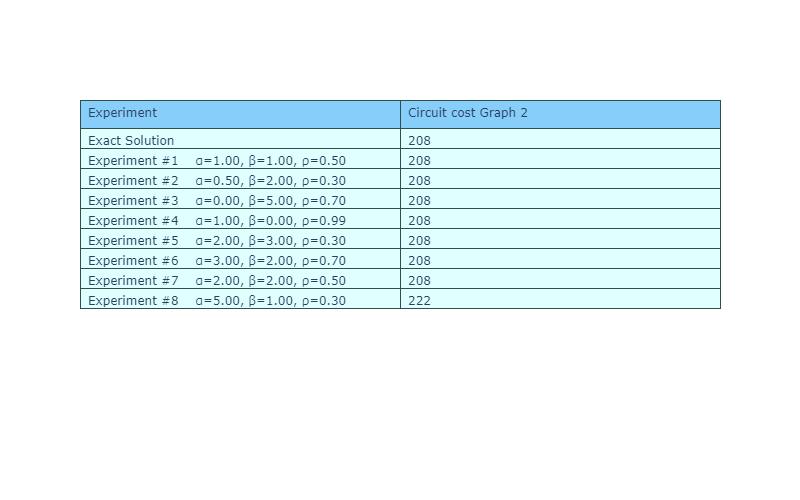 Experiment Circuit cost Graph 2
Exact Solution 208
Experiment #1 α=1.00, β=1.00, ρ=0.50 208
Experiment #2 α=0.50, β=2.00, ρ=0.30 208
Experiment #3 α=0.00, β=5.00, ρ=0.70 208
Experiment #4 α=1.00, β=0.00, ρ=0.99 208
Experiment #5 α=2.00, β=3.00, ρ=0.30 208
Experiment #6 α=3.00, β=2.00, ρ=0.70 208
Experiment #7 α=2.00, β=2.00, ρ=0.50 208
Experiment #8 α=5.00, β=1.00, ρ=0.30 222